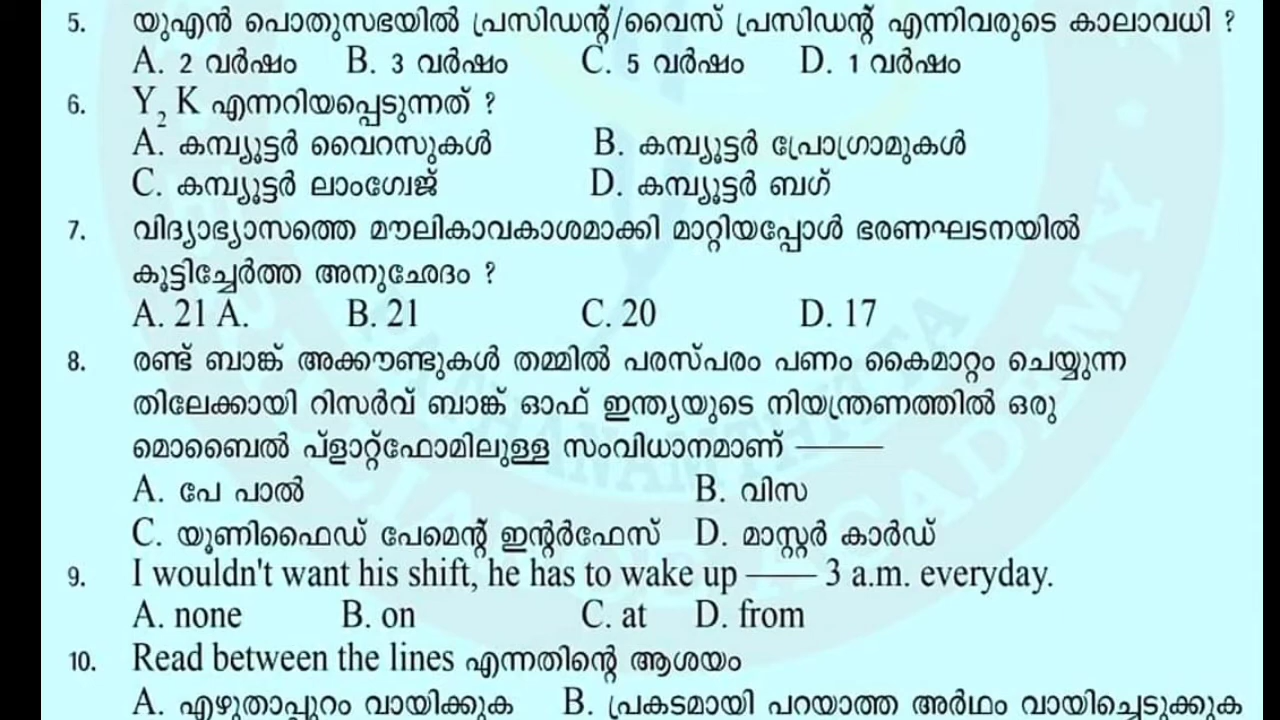 5. യുഎൻ പൊതുസഭയിൽ പ്രസിഡന്റ്/വൈസ് പ്രസിഡന്റ് എന്നിവരുടെ കാലാവധി ?
A. 2 വർഷം B. 3 വർഷം C. 5 വർഷം D. 1 വർഷം
6. Y₂ K എന്നറിയപ്പെടുന്നത് ?
A. കമ്പ്യൂട്ടർ വൈറസുകൾ B. കമ്പ്യൂട്ടർ പ്രോഗ്രാമുകൾ
C. കമ്പ്യൂട്ടർ ലാംഗ്വേജ് D. കമ്പ്യൂട്ടർ ബഗ്
7. വിദ്യാഭ്യാസത്തെ മൗലികാവകാശമാക്കി മാറ്റിയപ്പോൾ ഭരണഘടനയിൽ
കൂട്ടിച്ചേർത്ത അനുഛേദം ?
A. 21 A. B. 21 C. 20 D. 17
8. രണ്ട് ബാങ്ക് അക്കൗണ്ടുകൾ തമ്മിൽ പരസ്പരം പണം കൈമാറ്റം ചെയ്യുന്ന
തിലേക്കായി റിസർവ് ബാങ്ക് ഓഫ് ഇന്ത്യയുടെ നിയന്ത്രണത്തിൽ ഒരു
മൊബൈൽ പ്ളാറ്റ്ഫോമിലുള്ള സംവിധാനമാണ് ———
A. പേ പാൽ B. വിസ
C. യൂണിഫൈഡ് പേമെന്റ് ഇന്റർഫേസ് D. മാസ്റ്റർ കാർഡ്
9. I wouldn't want his shift, he has to wake up —— 3 a.m. everyday.
A. none B. on C. at D. from
10. Read between the lines എന്നതിന്റെ ആശയം
A. എഴുതാപ്പുറം വായിക്കുക B. പ്രകടമായി പറയാത്ത അർഥം വായിച്ചെടുക്കുക